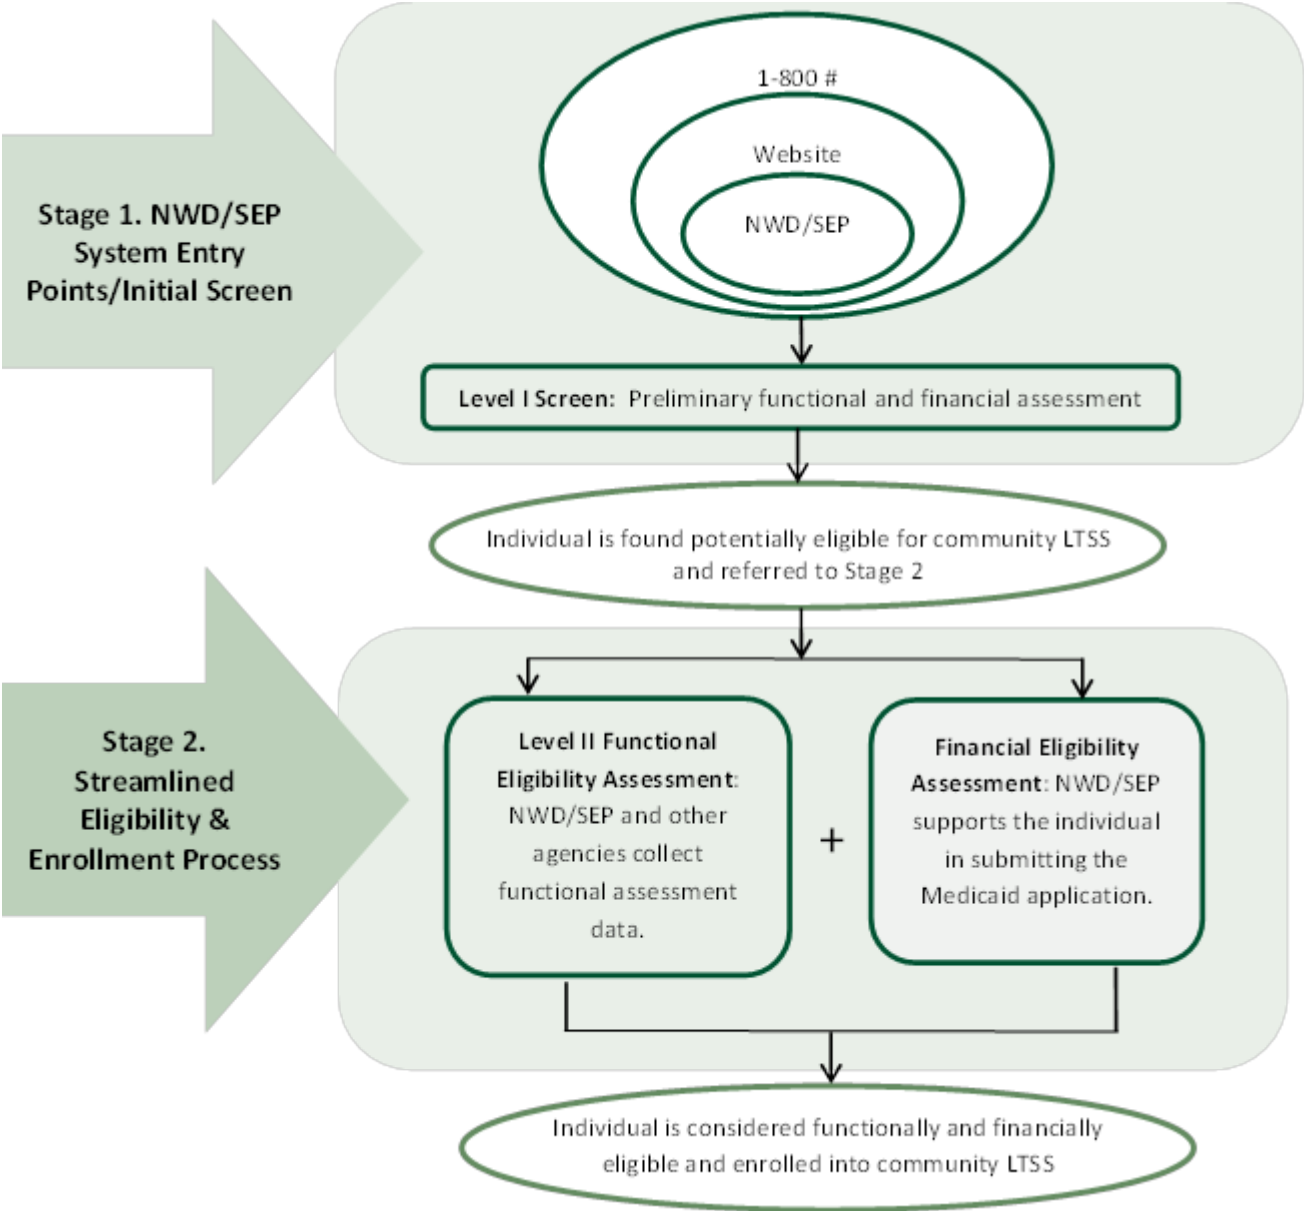 1-800 #
Website
NWD/SEP
Stage 1. NWD/SEP
System Entry
Points/Initial Screen
Level I Screen: Preliminary functional and financial assessment
Individual is found potentially eligible for community LTSS
and referred to Stage 2
Stage 2.
Streamlined
Eligibility &
Enrollment Process
Level II Functional
Eligibility Assessment:
NWD/SEP and other
agencies collect
functional assessment
data.
+
Financial Eligibility
Assessment: NWD/SEP
supports the individual
in submitting the
Medicaid application.
Individual is considered functionally and financially
eligible and enrolled into community LTSS